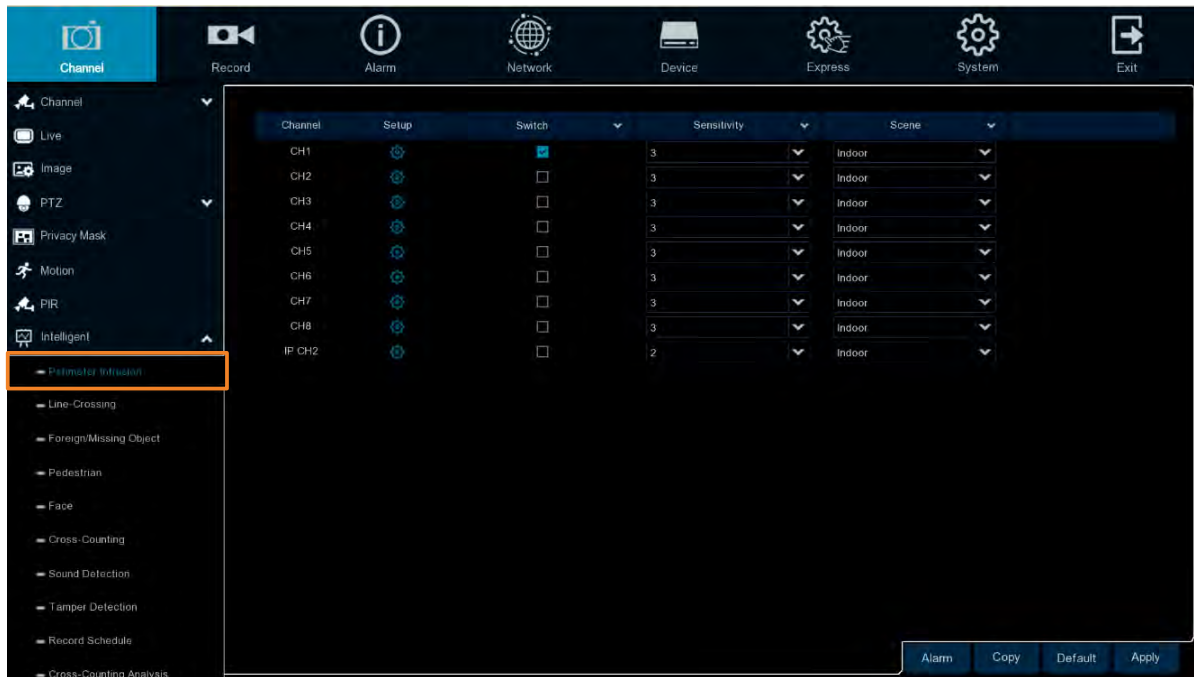 Channel Record Alarm Network Device Express System Exit
Channel
Live
Image
PTZ
Privacy Mask
Motion
PIR
Intelligent
Perimeter Intrusion
Line-Crossing
Foreign/Missing Object
Pedestrian
Face
Cross-Counting
Sound Detection
Tamper Detection
Record Schedule
Cross-Counting Analysis
Channel Setup Switch Sensitivity Scene
CH1 3 Indoor
CH2 3 Indoor
CH3 3 Indoor
CH4 3 Indoor
CH5 3 Indoor
CH6 3 Indoor
CH7 3 Indoor
CH8 3 Indoor
IP CH2 2 Indoor
Alarm Copy Default Apply